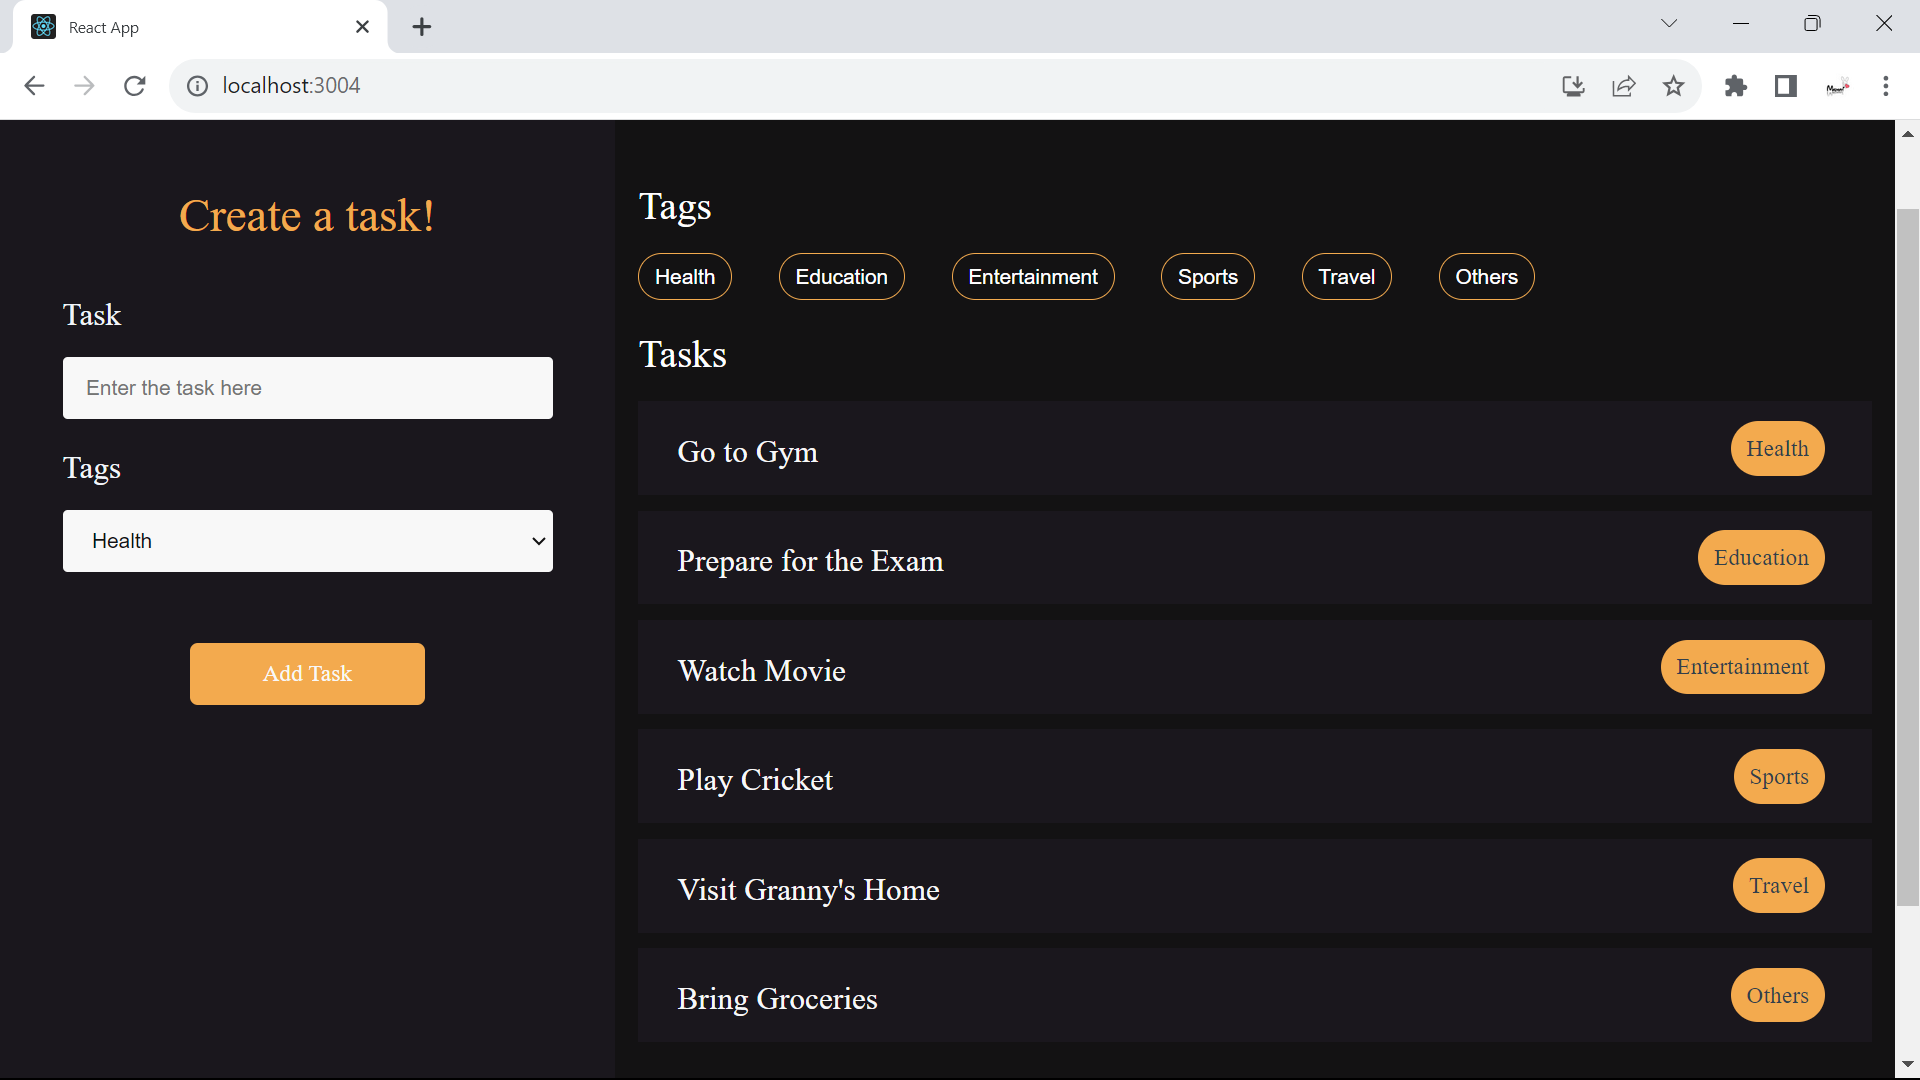 React App
localhost:3004
Create a task!
Task
Enter the task here
Tags
Health
Add Task
Tags
Health Education Entertainment Sports Travel Others
Tasks
Go to Gym Health
Prepare for the Exam Education
Watch Movie Entertainment
Play Cricket Sports
Visit Granny's Home Travel
Bring Groceries Others